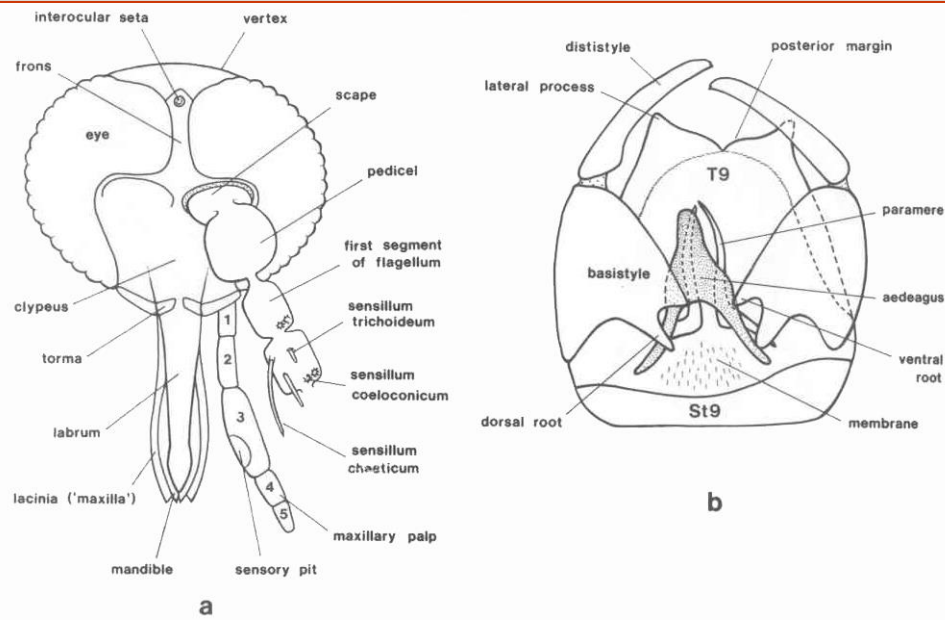 interocular seta
vertex
frons
scape
eye
pedicel
first segment
of flagellum
clypeus
sensillum
trichoideum
torma
1
2
sensillum
coeloconicum
3
labrum
sensillum
chaeticum
lacinia ('maxilla')
4
5
maxillary palp
mandible
sensory pit
a
dististyle
posterior margin
lateral process
T9
paramere
basistyle
aedeagus
ventral
root
dorsal root
St9
membrane
b